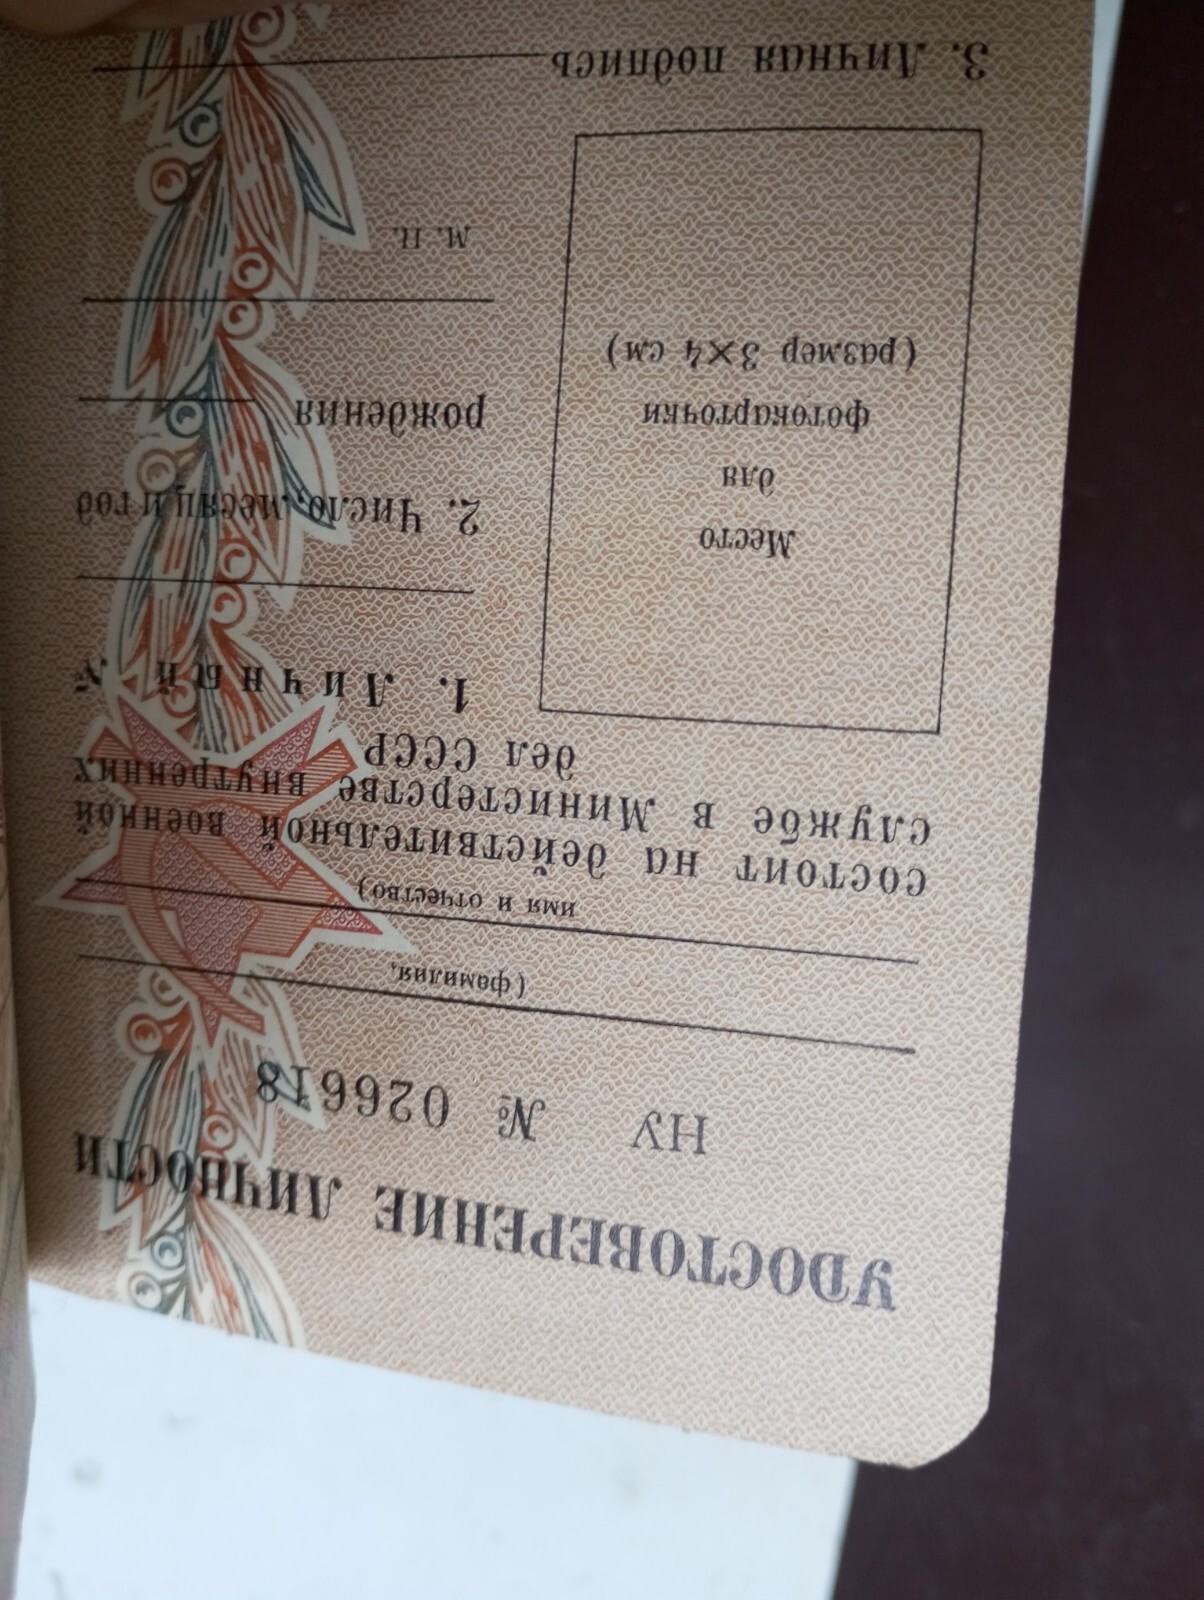 УДОСТОВЕРЕНИЕ ЛИЧНОСТИ
НУ № 026618
(фамилия,
имя и отчество)
состоит на действительной военной
службе в Министерстве внутренних
дел СССР
1. Личный №
2. Число, месяц и год
рождения
Место
для
фотокарточки
(размер 3×4 см)
М. П.
3. Личная подпись